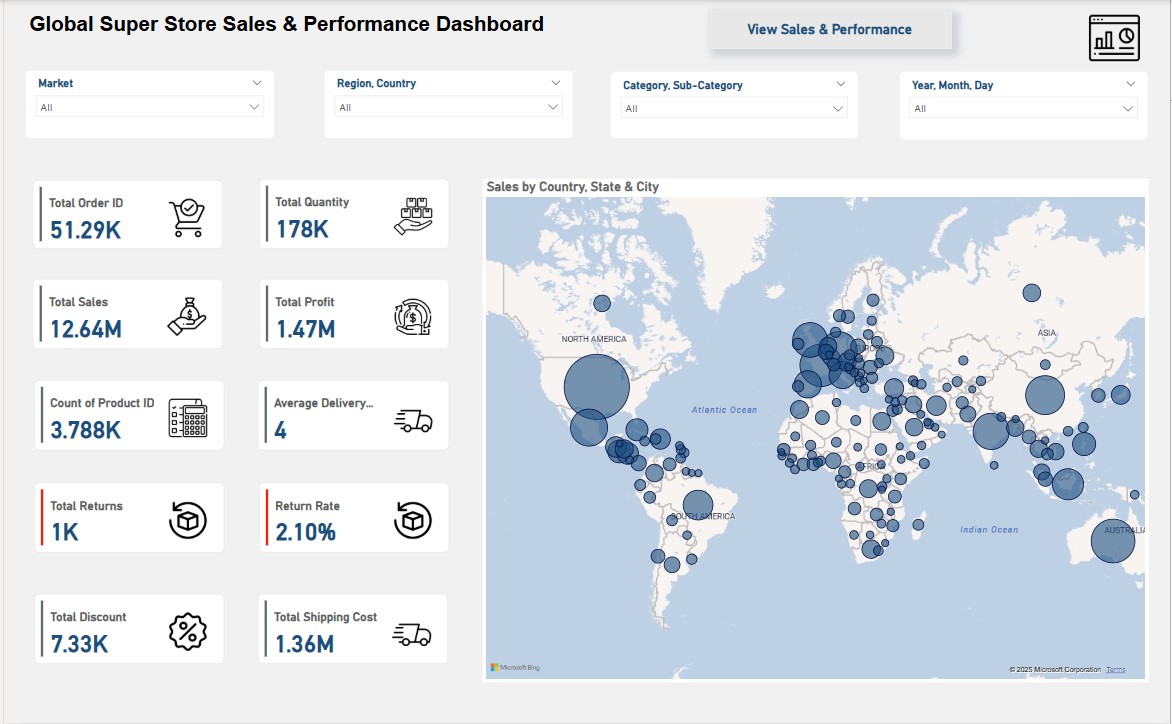 Global Super Store Sales & Performance Dashboard
View Sales & Performance
Market
All
Region, Country
All
Category, Sub-Category
All
Year, Month, Day
All
Total Order ID
51.29K
Total Quantity
178K
Total Sales
12.64M
Total Profit
1.47M
Count of Product ID
3.788K
Average Delivery...
4
Total Returns
1K
Return Rate
2.10%
Total Discount
7.33K
Total Shipping Cost
1.36M
Sales by Country, State & City
NORTH AMERICA
EUROPE
ASIA
Atlantic Ocean
AFRICA
SOUTH AMERICA
Indian Ocean
AUSTRALIA
Microsoft Bing
© 2025 Microsoft Corporation Terms